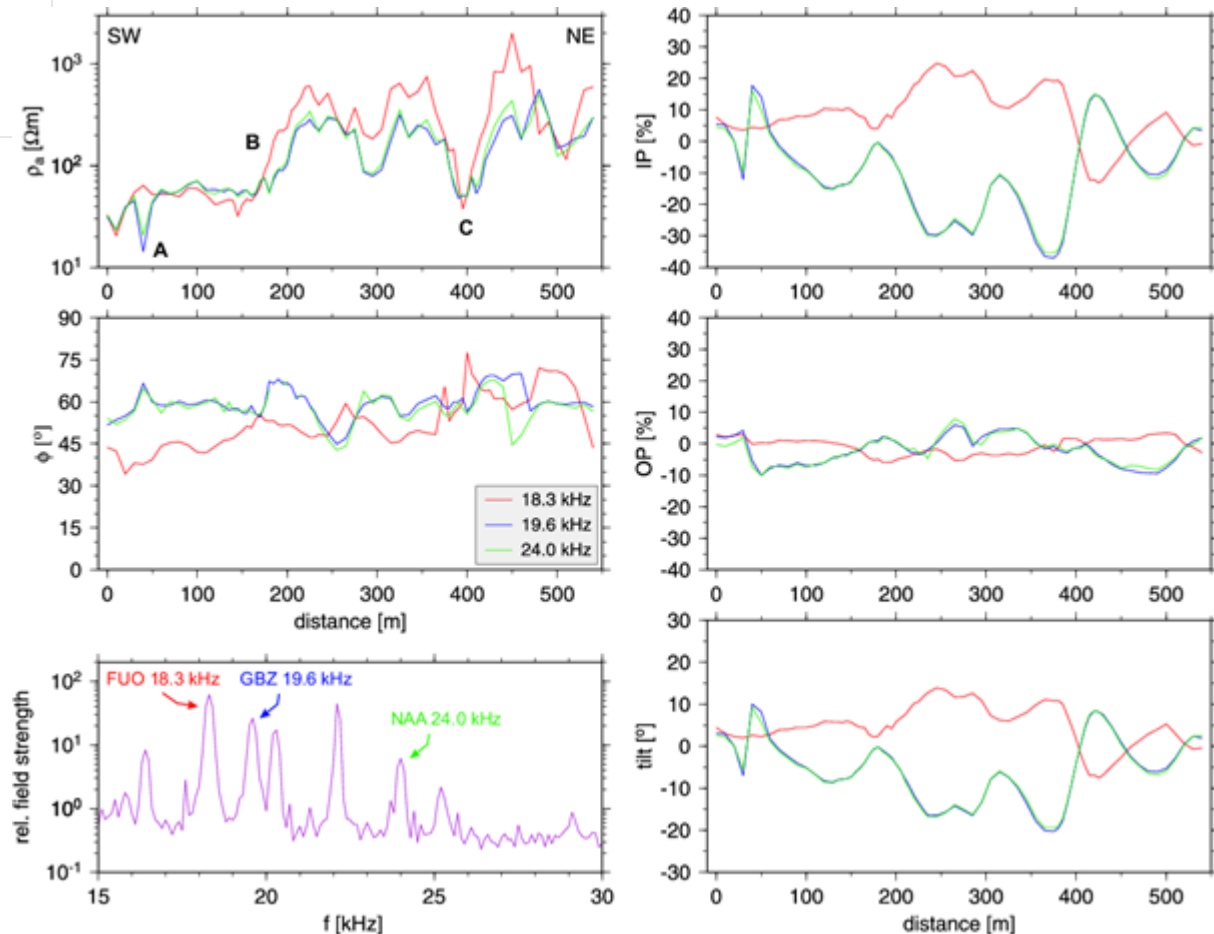 SW NE
10³
10²
10¹
ρa [Ωm]
A
B
C
0 100 200 300 400 500
90
75
60
45
30
15
0
ϕ [º]
18.3 kHz
19.6 kHz
24.0 kHz
0 100 200 300 400 500
distance [m]
10²
10¹
10⁰
10⁻¹
rel. field strength
FUO 18.3 kHz
GBZ 19.6 kHz
NAA 24.0 kHz
15 20 25 30
f [kHz]
40
30
20
10
0
-10
-20
-30
-40
IP [%]
0 100 200 300 400 500
40
30
20
10
0
-10
-20
-30
-40
OP [%]
0 100 200 300 400 500
30
20
10
0
-10
-20
-30
tilt [º]
0 100 200 300 400 500
distance [m]